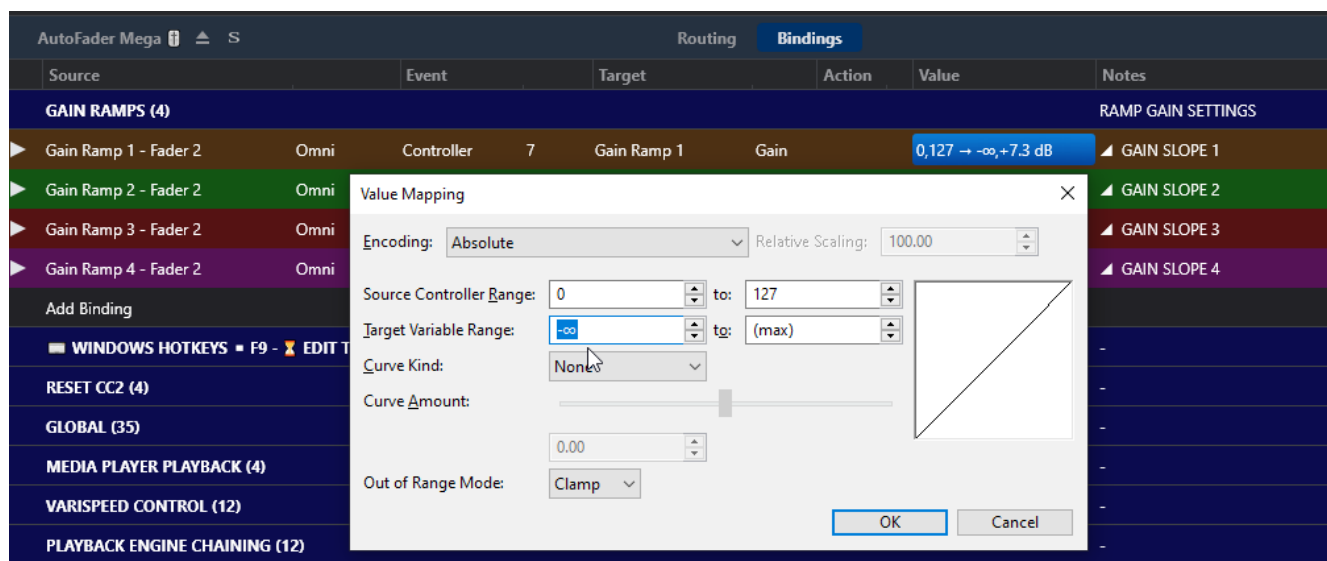 AutoFader Mega S Routing Bindings
Source Event Target Action Value Notes
GAIN RAMPS (4) RAMP GAIN SETTINGS
Gain Ramp 1 - Fader 2 Omni Controller 7 Gain Ramp 1 Gain 0,127 → -∞,+7.3 dB ◢ GAIN SLOPE 1
Gain Ramp 2 - Fader 2 Omni ◢ GAIN SLOPE 2
Gain Ramp 3 - Fader 2 Omni ◢ GAIN SLOPE 3
Gain Ramp 4 - Fader 2 Omni ◢ GAIN SLOPE 4
Add Binding
WINDOWS HOTKEYS ▪ F9 - ⏳ EDIT T -
RESET CC2 (4) -
GLOBAL (35) -
MEDIA PLAYER PLAYBACK (4) -
VARISPEED CONTROL (12) -
PLAYBACK ENGINE CHAINING (12) -
Value Mapping
Encoding: Absolute Relative Scaling: 100.00
Source Controller Range: 0 to: 127
Target Variable Range: -∞ to: (max)
Curve Kind: None
Curve Amount:
0.00
Out of Range Mode: Clamp
OK Cancel